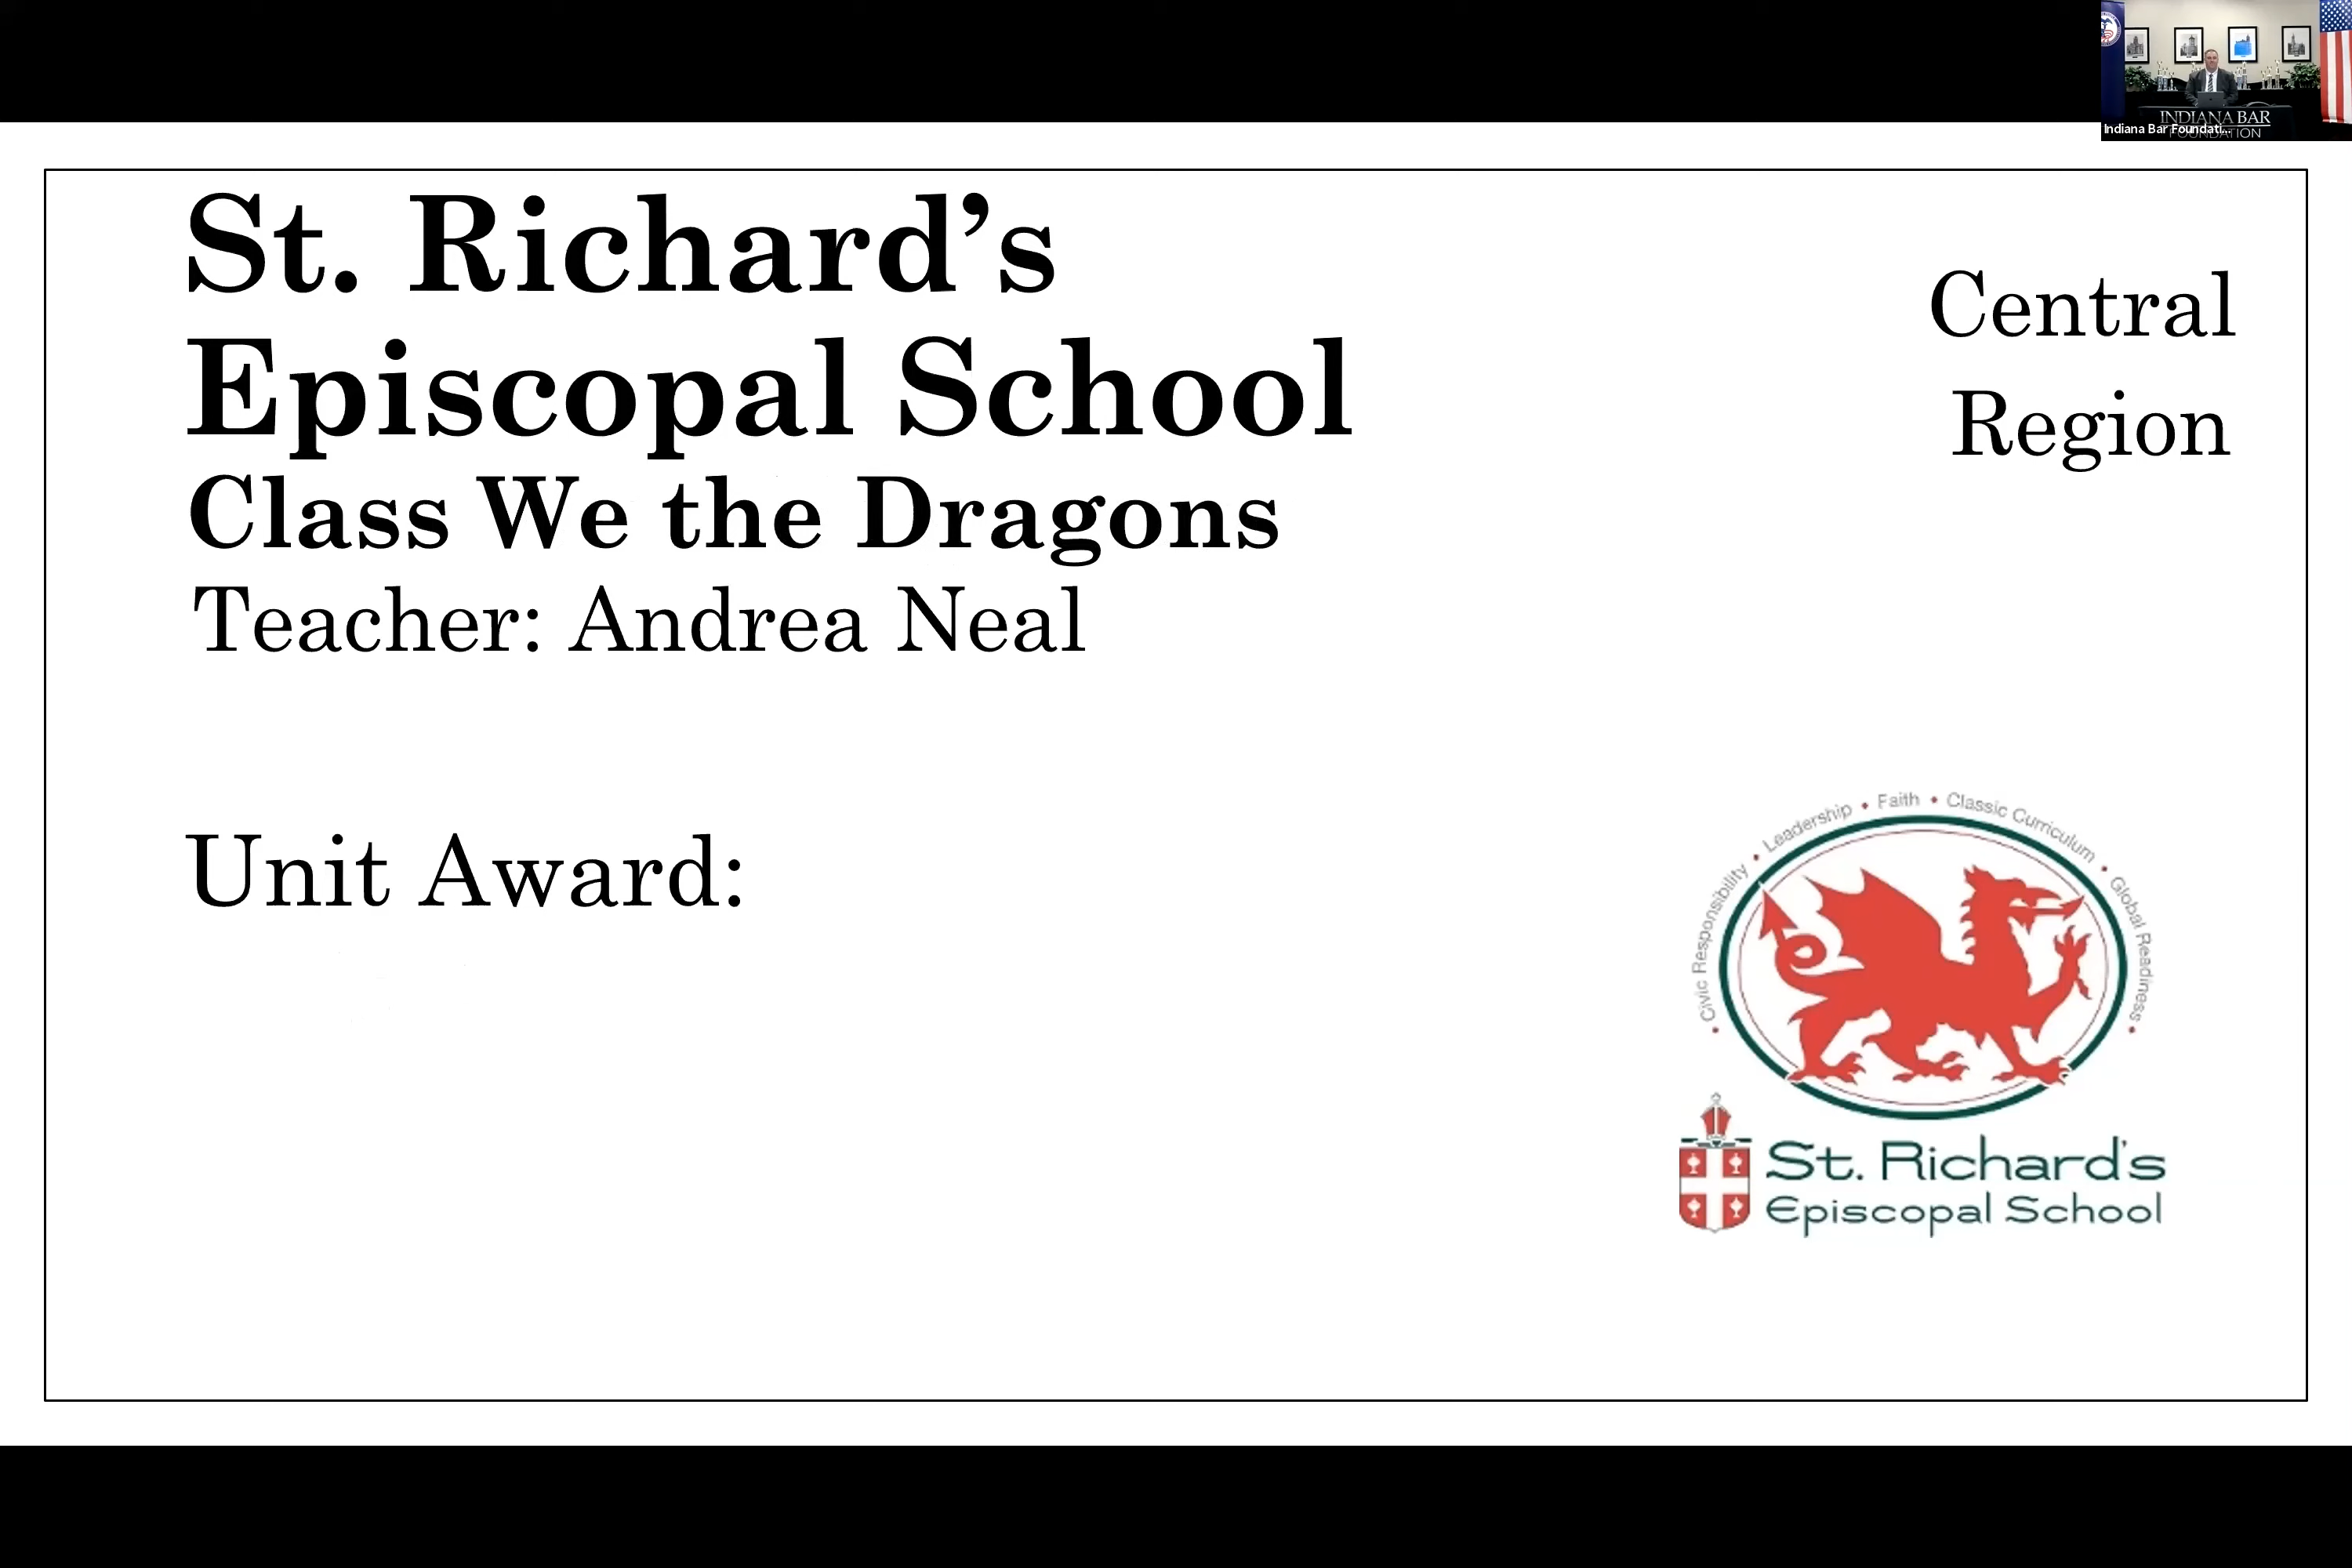 St. Richard’s
Episcopal School
Class We the Dragons
Teacher: Andrea Neal
Central
Region
Unit Award:
• Civic Responsibility • Leadership • Faith • Classic Curriculum • Global Readiness •
St. Richard's
Episcopal School
INDIANA BAR
FOUNDATION
Indiana Bar Foundati...